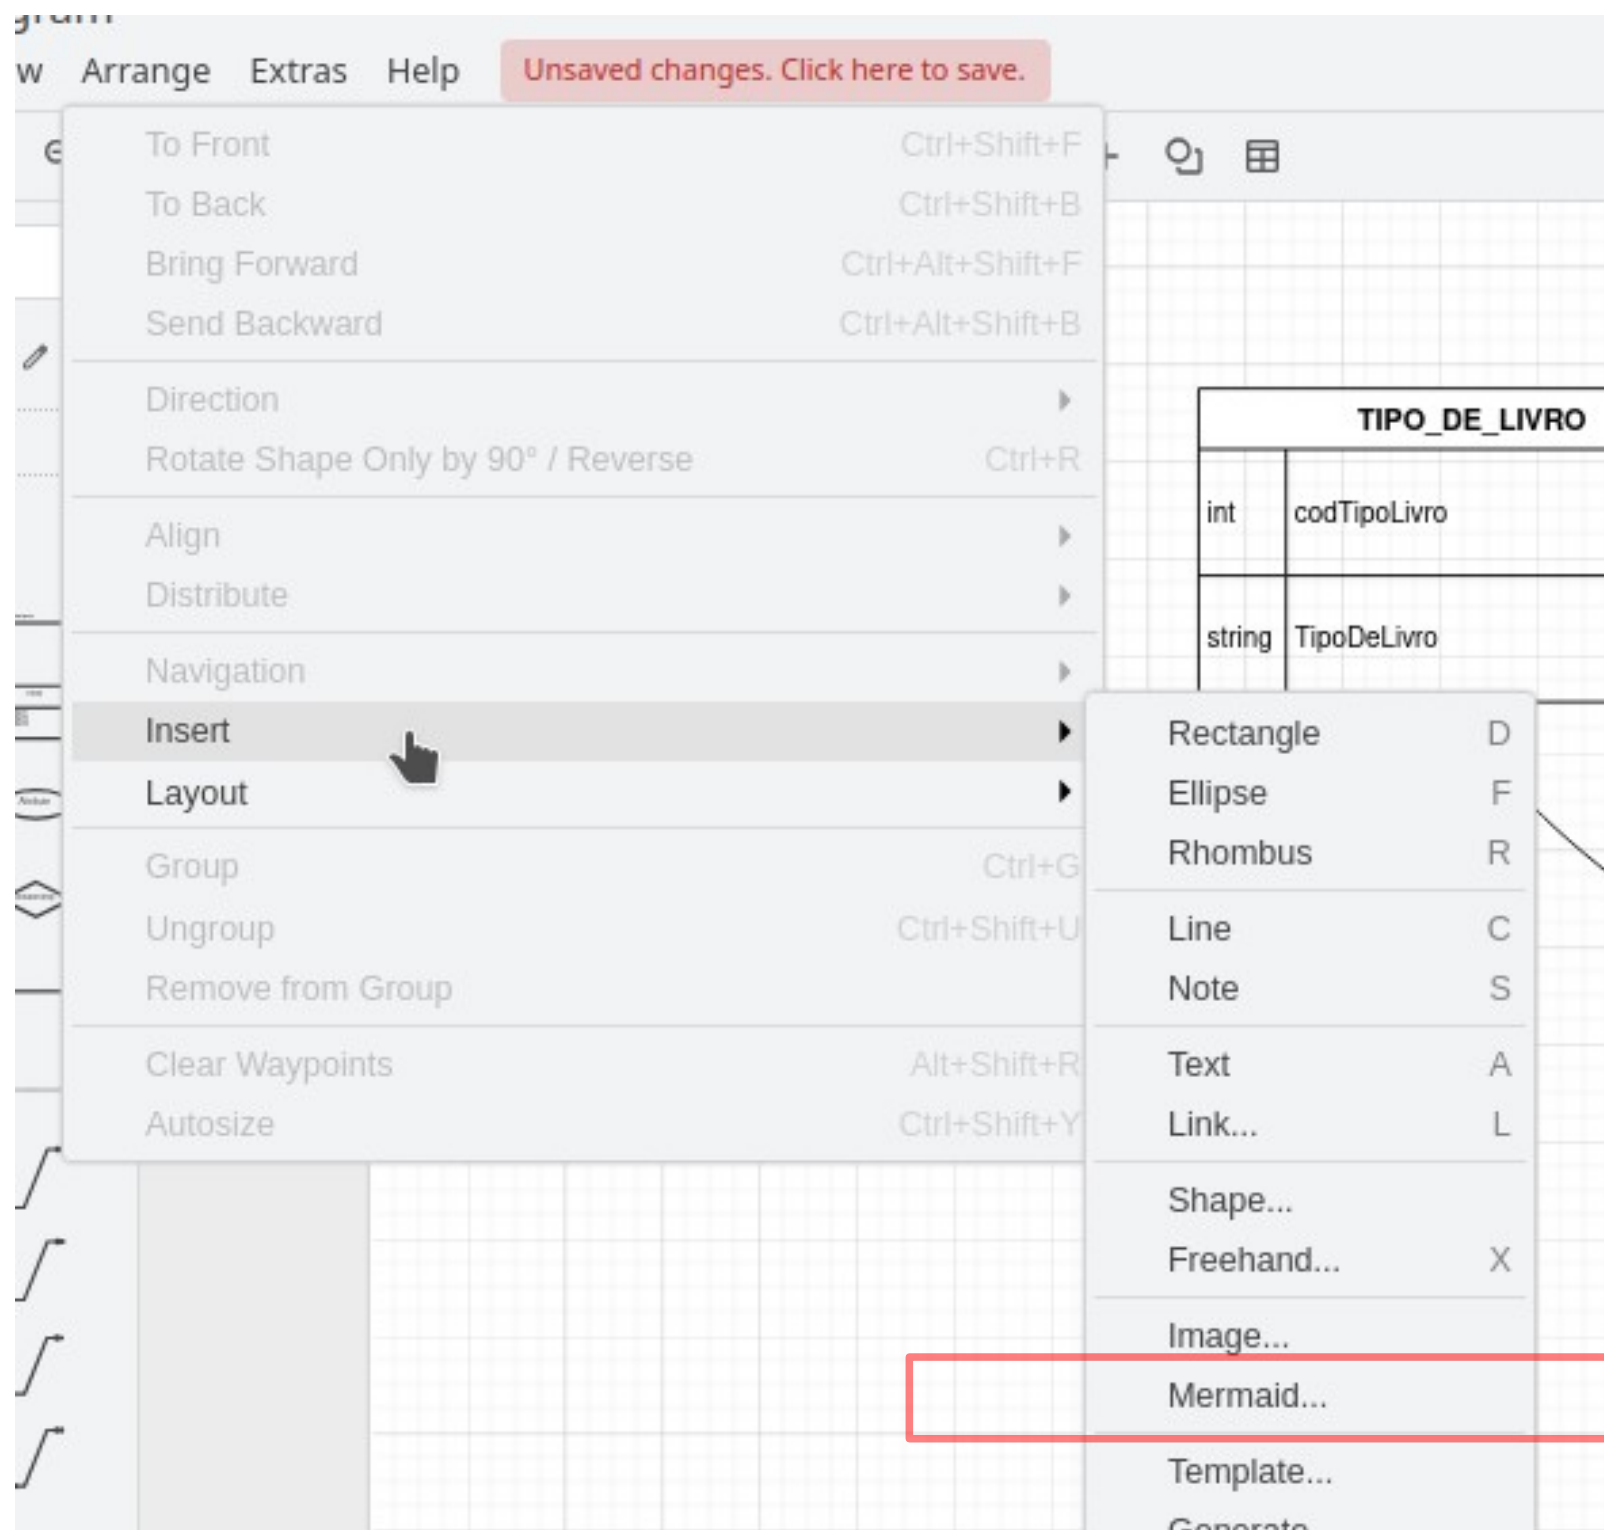 w Arrange Extras Help Unsaved changes. Click here to save.
To Front Ctrl+Shift+F
To Back Ctrl+Shift+B
Bring Forward Ctrl+Alt+Shift+F
Send Backward Ctrl+Alt+Shift+B
Direction
Rotate Shape Only by 90° / Reverse Ctrl+R
Align
Distribute
Navigation
Insert
Layout
Group Ctrl+G
Ungroup Ctrl+Shift+U
Remove from Group
Clear Waypoints Alt+Shift+R
Autosize Ctrl+Shift+Y
TIPO_DE_LIVRO
int codTipoLivro
string TipoDeLivro
Rectangle D
Ellipse F
Rhombus R
Line C
Note S
Text A
Link... L
Shape...
Freehand... X
Image...
Mermaid...
Template...